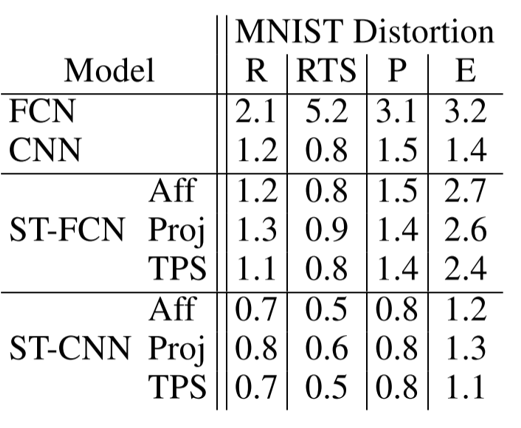 MNIST Distortion
Model R RTS P E
FCN 2.1 5.2 3.1 3.2
CNN 1.2 0.8 1.5 1.4
Aff 1.2 0.8 1.5 2.7
ST-FCN Proj 1.3 0.9 1.4 2.6
TPS 1.1 0.8 1.4 2.4
Aff 0.7 0.5 0.8 1.2
ST-CNN Proj 0.8 0.6 0.8 1.3
TPS 0.7 0.5 0.8 1.1